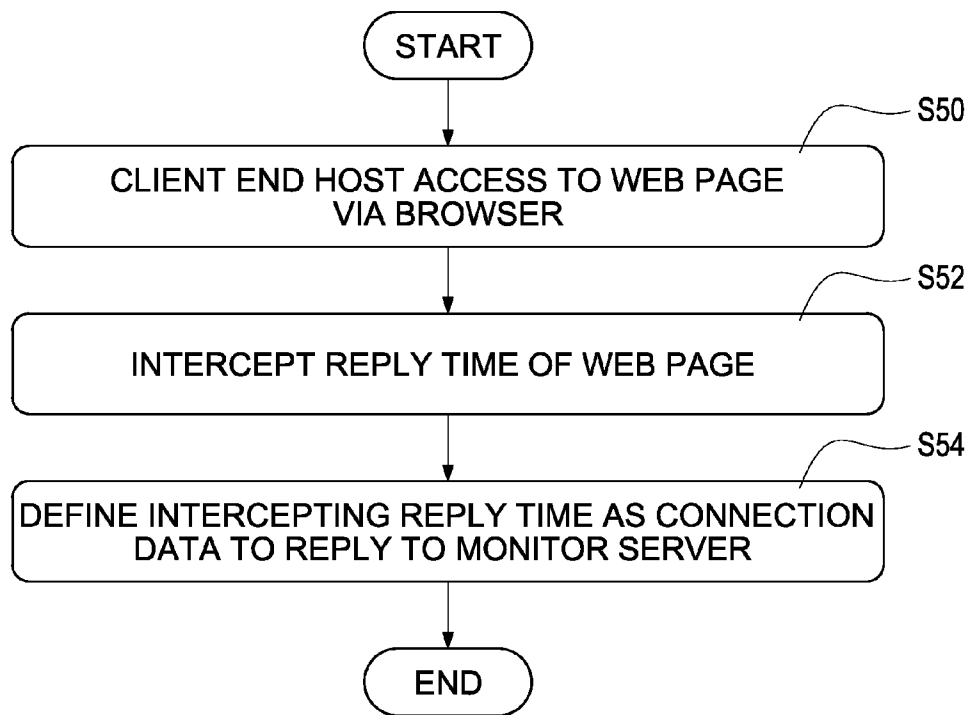 START
S50
CLIENT END HOST ACCESS TO WEB PAGE
VIA BROWSER
S52
INTERCEPT REPLY TIME OF WEB PAGE
S54
DEFINE INTERCEPTING REPLY TIME AS CONNECTION
DATA TO REPLY TO MONITOR SERVER
END